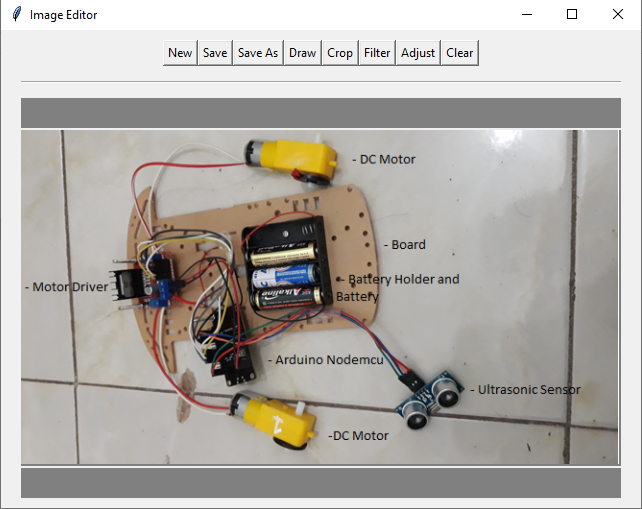 Image Editor
New Save Save As Draw Crop Filter Adjust Clear
- DC Motor
- Board
- Motor Driver
- Battery Holder and
Battery
Alkaline
- Arduino Nodemcu
- Ultrasonic Sensor
-DC Motor